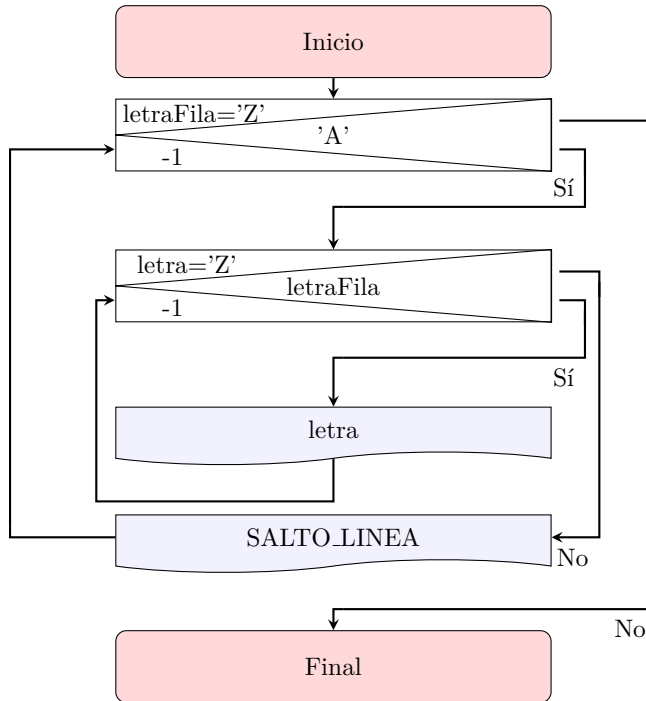 Inicio
letraFila='Z'
'A'
-1
Sí
letra='Z'
letraFila
-1
Sí
letra
SALTO_LINEA
No
No
Final